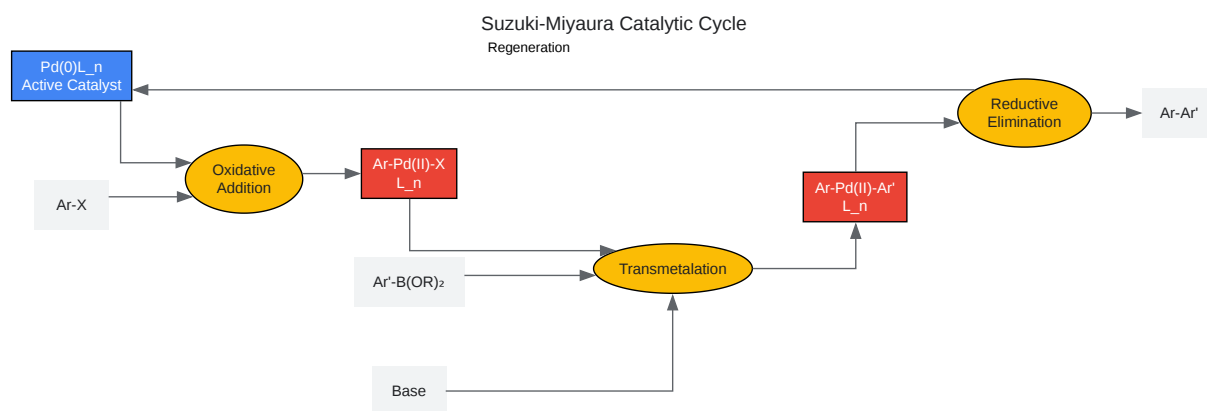 Suzuki-Miyaura Catalytic Cycle
Regeneration
Pd(0)L_n
Active Catalyst
Reductive
Elimination
Ar-Ar'
Oxidative
Addition
Ar-Pd(II)-X
L_n
Ar-Pd(II)-Ar'
L_n
Ar-X
Transmetalation
Ar'-B(OR)₂
Base